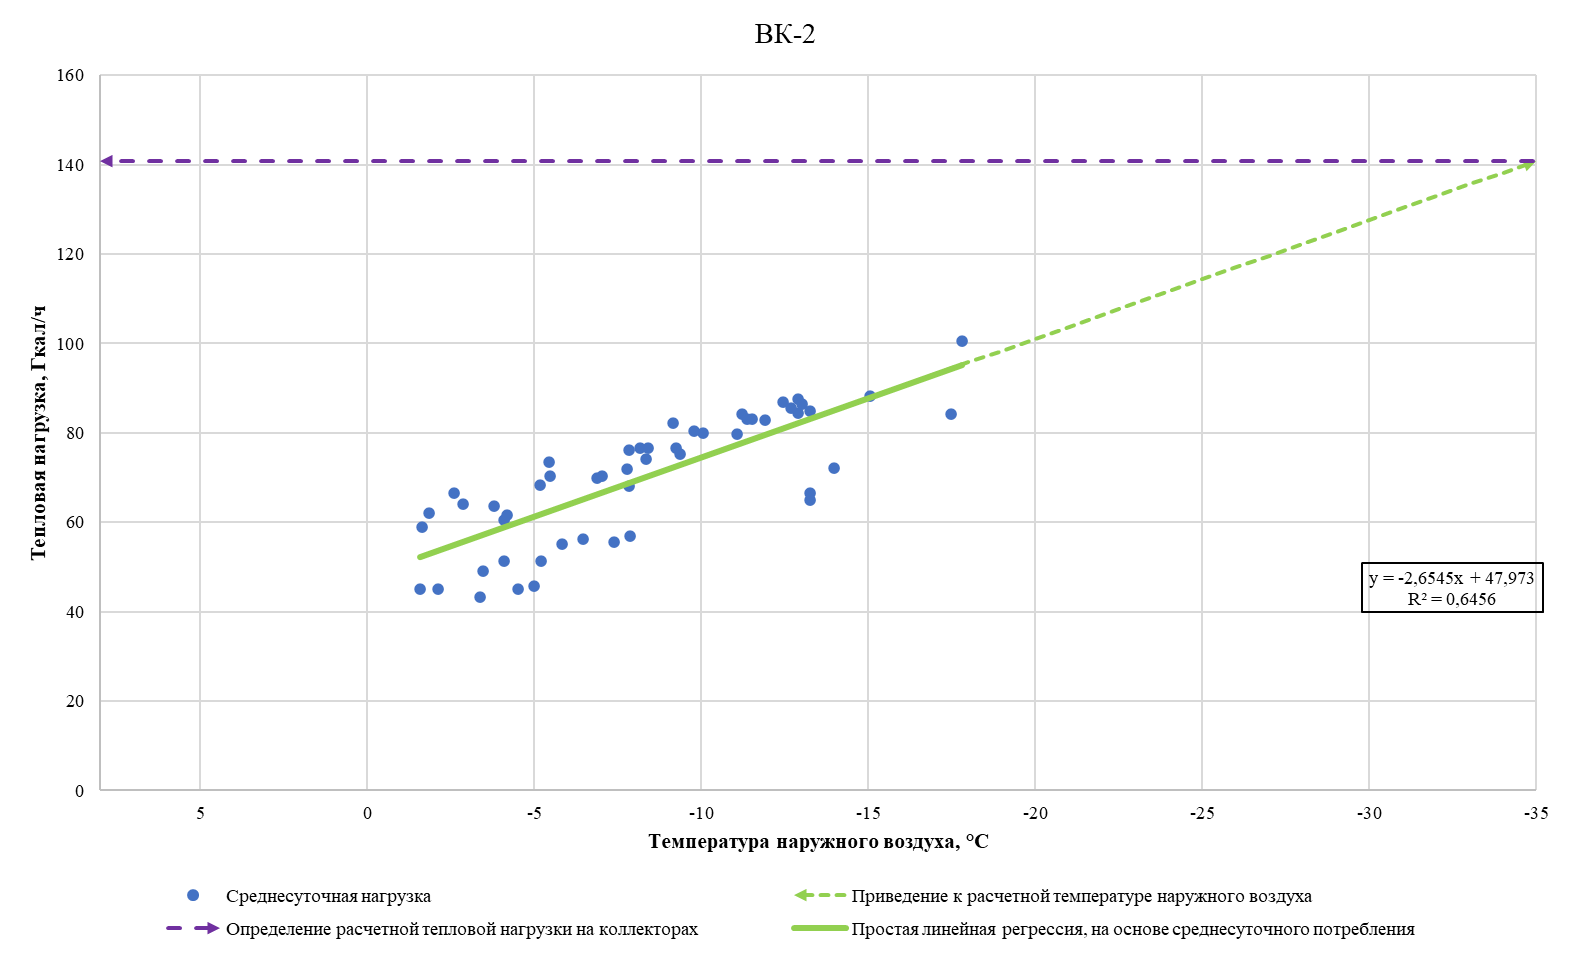 ВК-2
160
140
120
100
80
60
40
20
0
Тепловая нагрузка, Гкал/ч
y = -2,6545x + 47,973
R² = 0,6456
5 0 -5 -10 -15 -20 -25 -30 -35
Температура наружного воздуха, °С
Среднесуточная нагрузка
Приведение к расчетной температуре наружного воздуха
Определение расчетной тепловой нагрузки на коллекторах
Простая линейная регрессия, на основе среднесуточного потребления